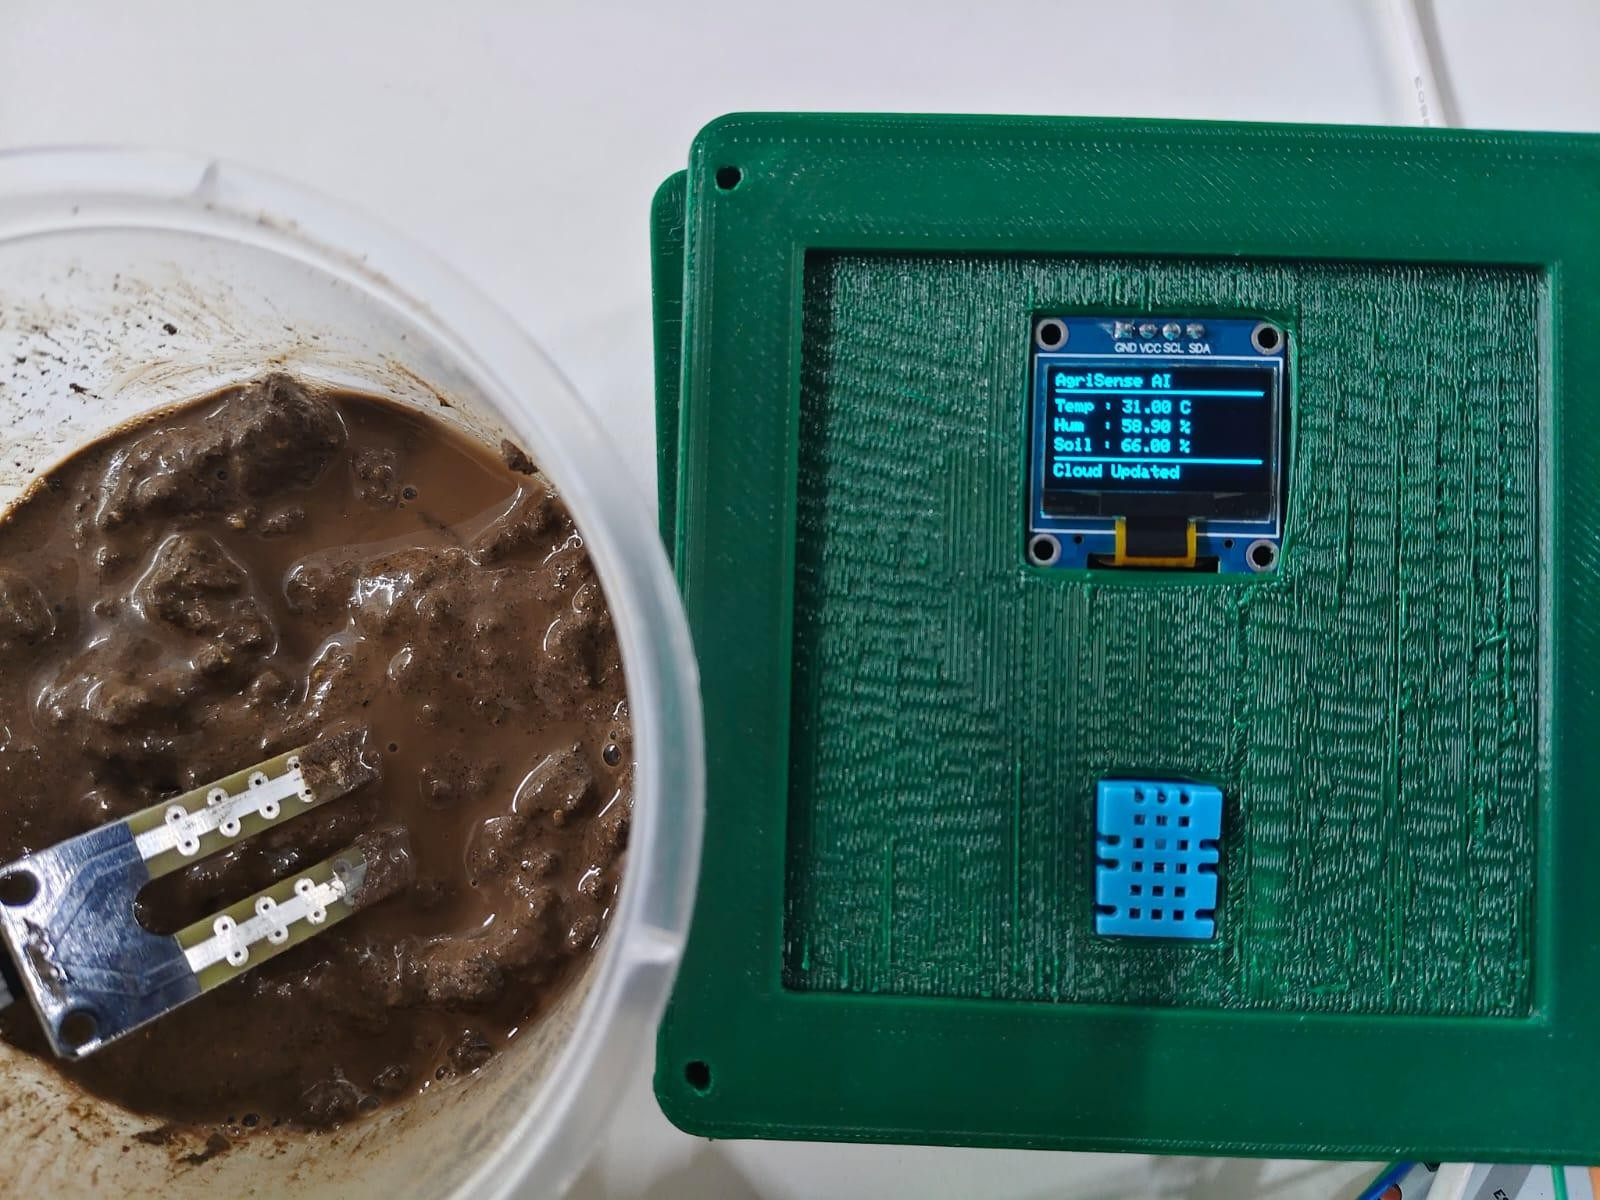 GND VCC SCL SDA
AgriSense AI
Temp : 31.00 C
Hum : 58.90 %
Soil : 66.00 %
Cloud Updated